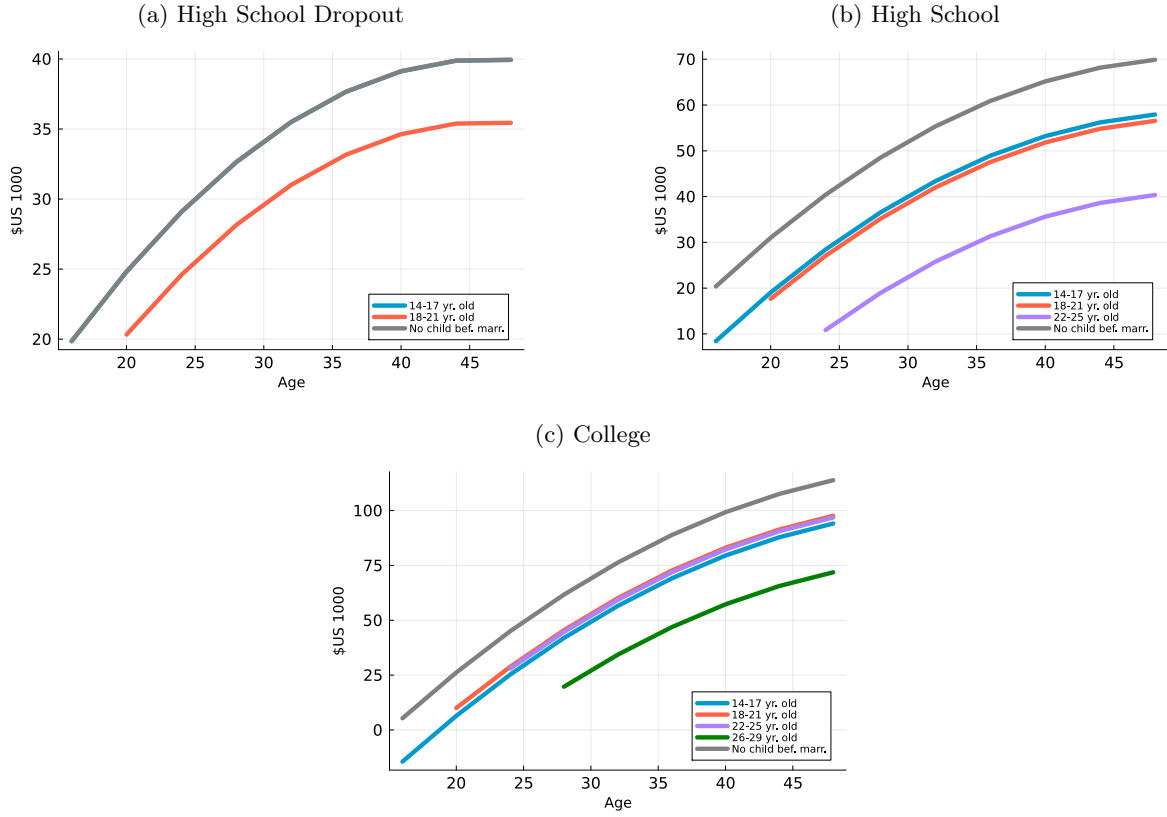 (a) High School Dropout
$US 1000
40
35
30
25
20
20 25 30 35 40 45
Age
14-17 yr. old
18-21 yr. old
No child bef. marr.
(b) High School
$US 1000
70
60
50
40
30
20
10
20 25 30 35 40 45
Age
14-17 yr. old
18-21 yr. old
22-25 yr. old
No child bef. marr.
(c) College
$US 1000
100
75
50
25
0
20 25 30 35 40 45
Age
14-17 yr. old
18-21 yr. old
22-25 yr. old
26-29 yr. old
No child bef. marr.